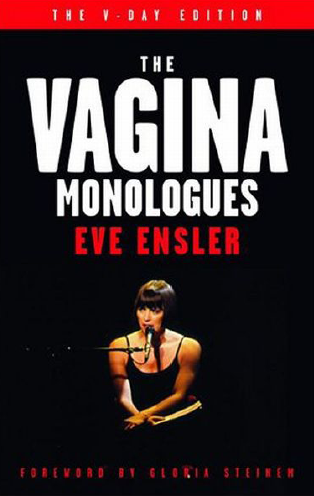 THE V-DAY EDITION
THE
VAGINA
MONOLOGUES
EVE ENSLER
FOREWORD BY GLORIA STEINEM